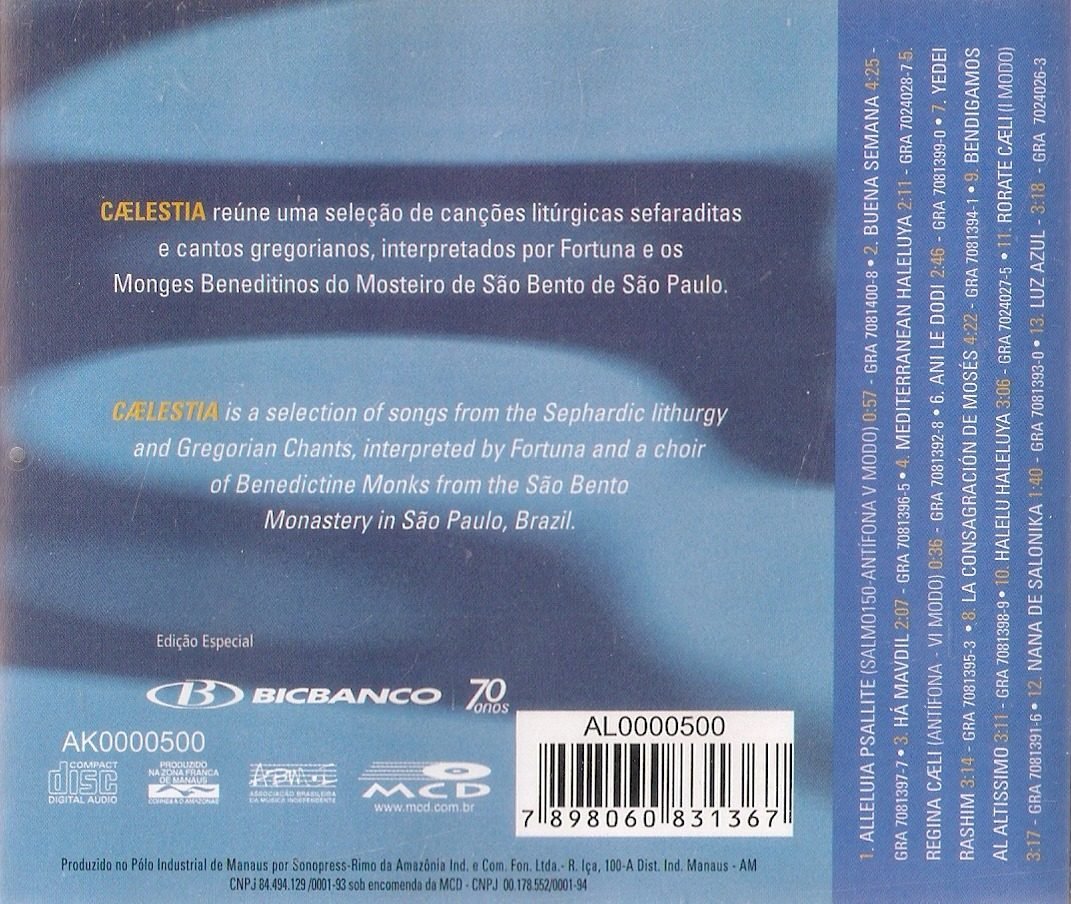 CÆLESTIA reúne uma seleção de canções litúrgicas sefaraditas
e cantos gregorianos, interpretados por Fortuna e os
Monges Beneditinos do Mosteiro de São Bento de São Paulo.
CÆLESTIA is a selection of songs from the Sephardic lithurgy
and Gregorian Chants, interpreted by Fortuna and a choir
of Benedictine Monks from the São Bento
Monastery in São Paulo, Brazil.
Edição Especial
B BICBANCO 70 anos
AK0000500
COMPACT
disc
DIGITAL AUDIO
PRODUZIDO
NA ZONA FRANCA
DE MANAUS
CONHEÇA O AMAZONAS
ASSOCIAÇÃO BRASILEIRA
DA MÚSICA INDEPENDENTE
MCD
www.mcd.com.br
AL0000500
7 898060 831367
Produzido no Pólo Industrial de Manaus por Sonopress-Rimo da Amazônia Ind. e Com. Fon. Ltda.- R. Iça, 100-A Dist. Ind. Manaus - AM
CNPJ 84.494.129 /0001-93 sob encomenda da MCD - CNPJ 00.178.552/0001-94
1. ALLELUIA PSALLITE (SALMO150-ANTÍFONA V MODO) 0:57 - GRA 7081400-8 • 2. BUENA SEMANA 4:25 -
GRA 7081397-7 • 3. HÁ MAVDIL 2:07 - GRA 7081396-5 • 4. MEDITERRANEAN HALELUYA 2:11 - GRA 7024028-7 5.
REGINA CÆLI (ANTÍFONA - VI MODO) 0:36 - GRA 7081392-8 • 6. ANI LE DODI 2:46 - GRA 7081399-0 • 7. YEDEI
RASHIM 3:14 - GRA 7081395-3 • 8. LA CONSAGRACIÓN DE MOSÉS 4:22 - GRA 7081394-1 • 9. BENDIGAMOS
AL ALTISSIMO 3:11 - GRA 7081398-9 • 10. HALELU HALELUYA 3:06 - GRA 7024027-5 • 11. RORATE CÆLI (I MODO)
3:17 - GRA 7081391-6 • 12. NANA DE SALONIKA 1:40 - GRA 7081393-0 • 13. LUZ AZUL - 3:18 - GRA 7024026-3